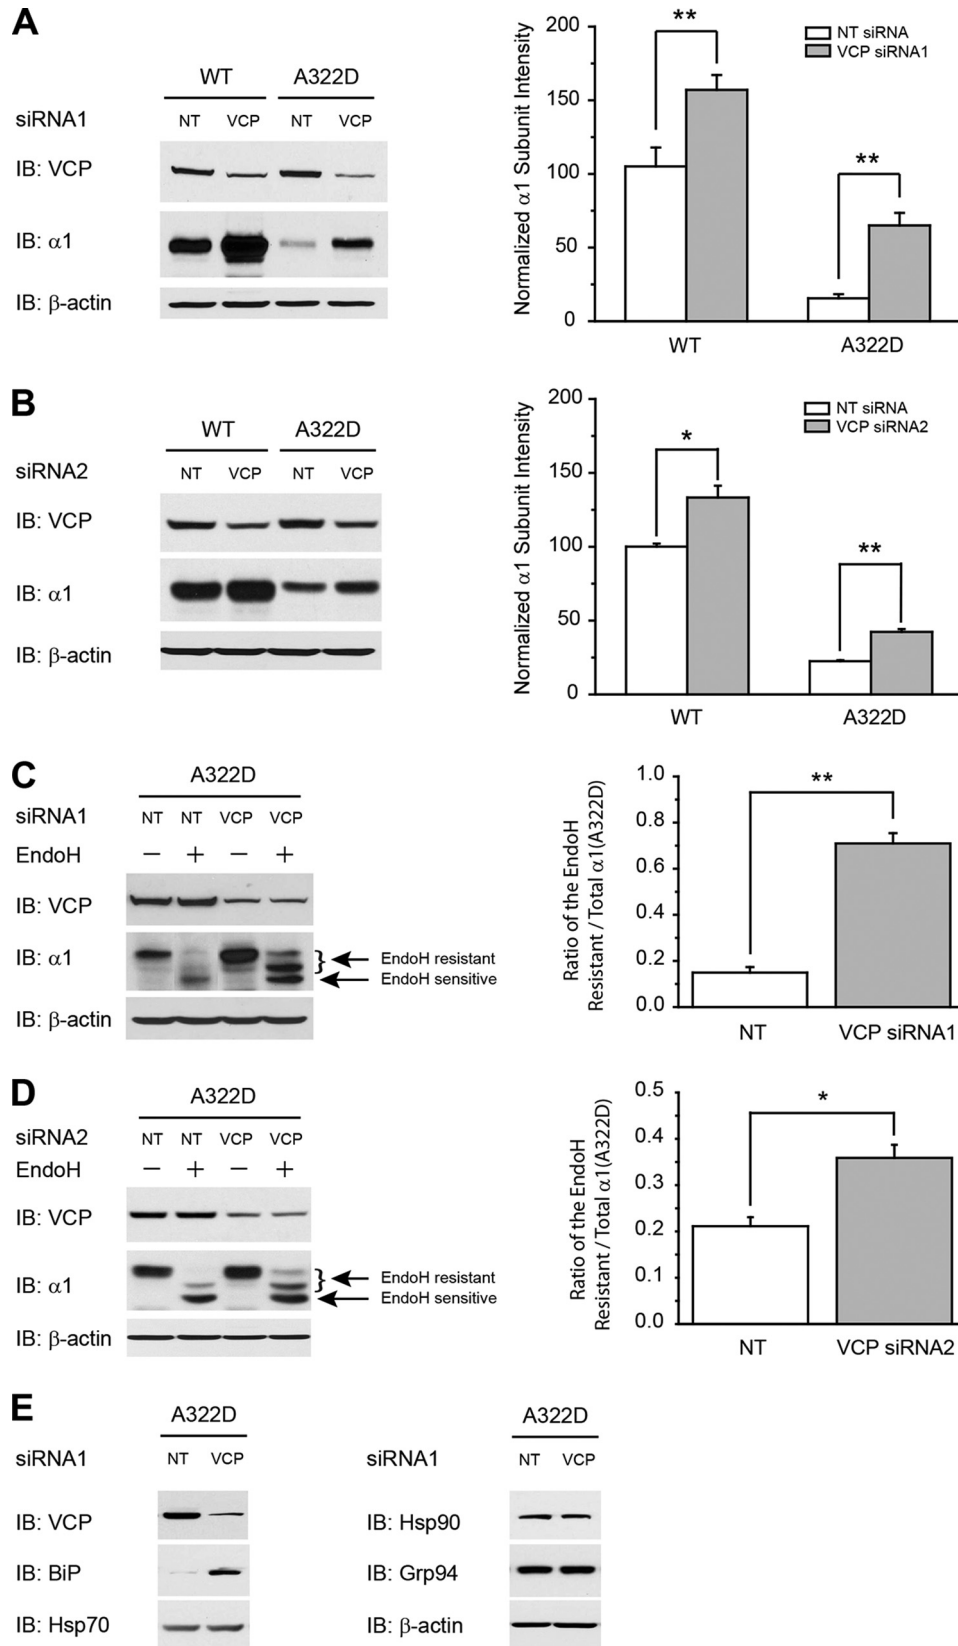 A
WT A322D
siRNA1 NT VCP NT VCP
IB: VCP
IB: α1
IB: β-actin
Normalized α1 Subunit Intensity
200
150
100
50
0
**
**
NT siRNA
VCP siRNA1
WT A322D
B
WT A322D
siRNA2 NT VCP NT VCP
IB: VCP
IB: α1
IB: β-actin
Normalized α1 Subunit Intensity
200
150
100
50
0
*
**
NT siRNA
VCP siRNA2
WT A322D
C
A322D
siRNA1 NT NT VCP VCP
EndoH − + − +
IB: VCP
IB: α1
EndoH resistant
EndoH sensitive
IB: β-actin
Ratio of the EndoH
Resistant / Total α1(A322D)
1.0
0.8
0.6
0.4
0.2
0.0
**
NT VCP siRNA1
D
A322D
siRNA2 NT NT VCP VCP
EndoH − + − +
IB: VCP
IB: α1
EndoH resistant
EndoH sensitive
IB: β-actin
Ratio of the EndoH
Resistant / Total α1(A322D)
0.5
0.4
0.3
0.2
0.1
0.0
*
NT VCP siRNA2
E
A322D
siRNA1 NT VCP
IB: VCP
IB: BiP
IB: Hsp70
A322D
siRNA1 NT VCP
IB: Hsp90
IB: Grp94
IB: β-actin